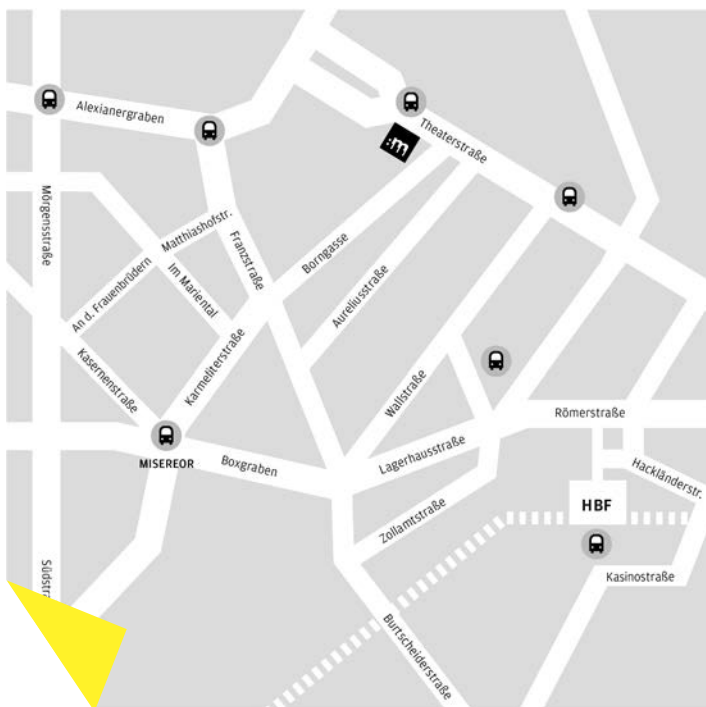 Alexianergraben
Theaterstraße
:m
Mörgensstraße
Matthiashofstr.
Franzstraße
Borngasse
An d. Frauenbrüdern
Im Mariental
Aureliusstraße
Kasernenstraße
Karmeliterstraße
Wallstraße
Römerstraße
MISEREOR
Boxgraben
Lagerhausstraße
Hackländerstr.
HBF
Zollamtstraße
Kasinostraße
Burtscheiderstraße